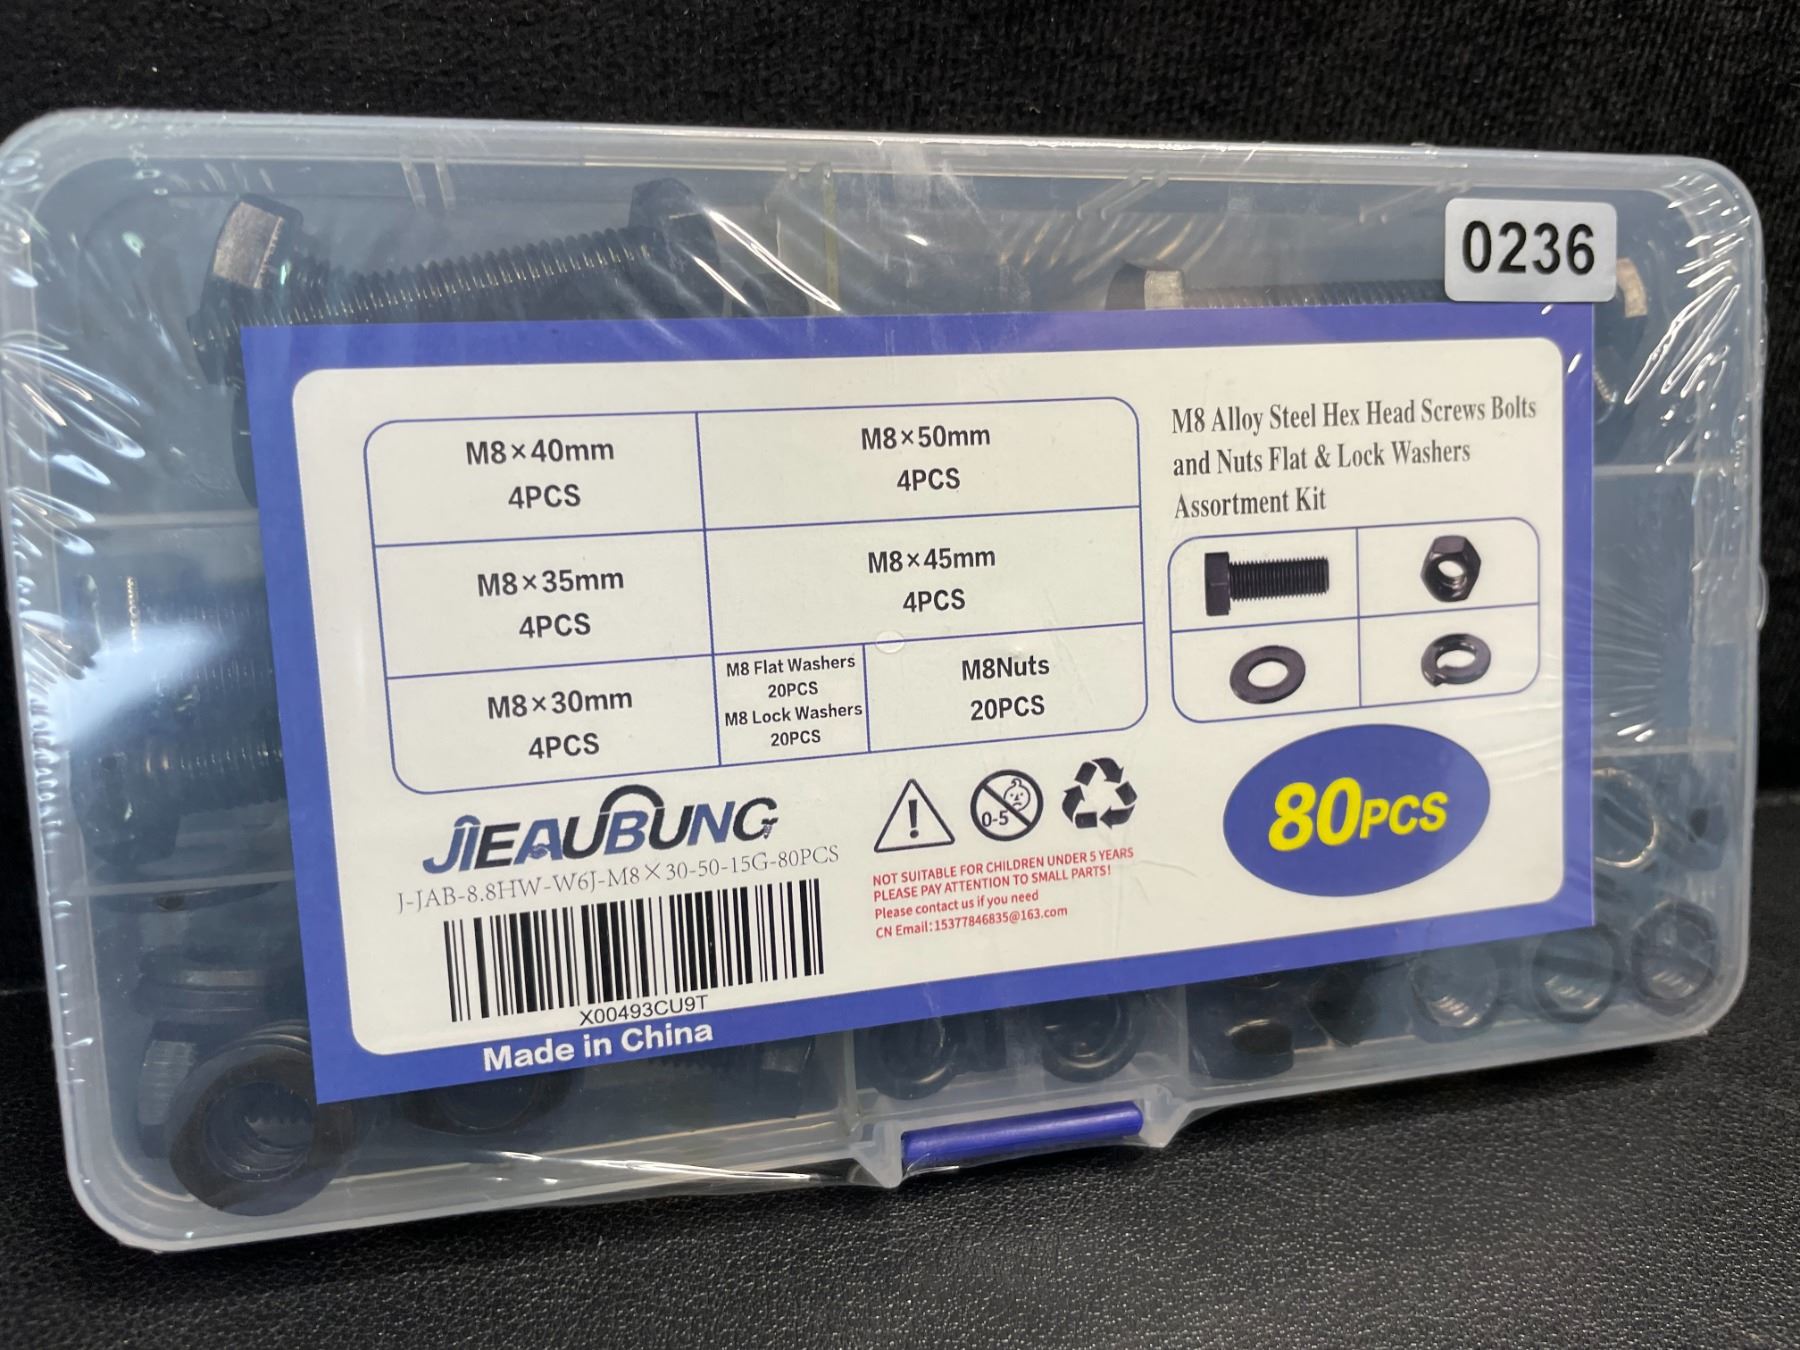 0236
M8×40mm
4PCS
M8×50mm
4PCS
M8×35mm
4PCS
M8×45mm
4PCS
M8×30mm
4PCS
M8 Flat Washers
20PCS
M8 Lock Washers
20PCS
M8Nuts
20PCS
M8 Alloy Steel Hex Head Screws Bolts
and Nuts Flat & Lock Washers
Assortment Kit
80PCS
JIEAUBUNG
J-JAB-8.8HW-W6J-M8×30-50-15G-80PCS
X00493CU9T
Made in China
0-5
NOT SUITABLE FOR CHILDREN UNDER 5 YEARS
PLEASE PAY ATTENTION TO SMALL PARTS!
Please contact us if you need
CN Email:15377846835@163.com